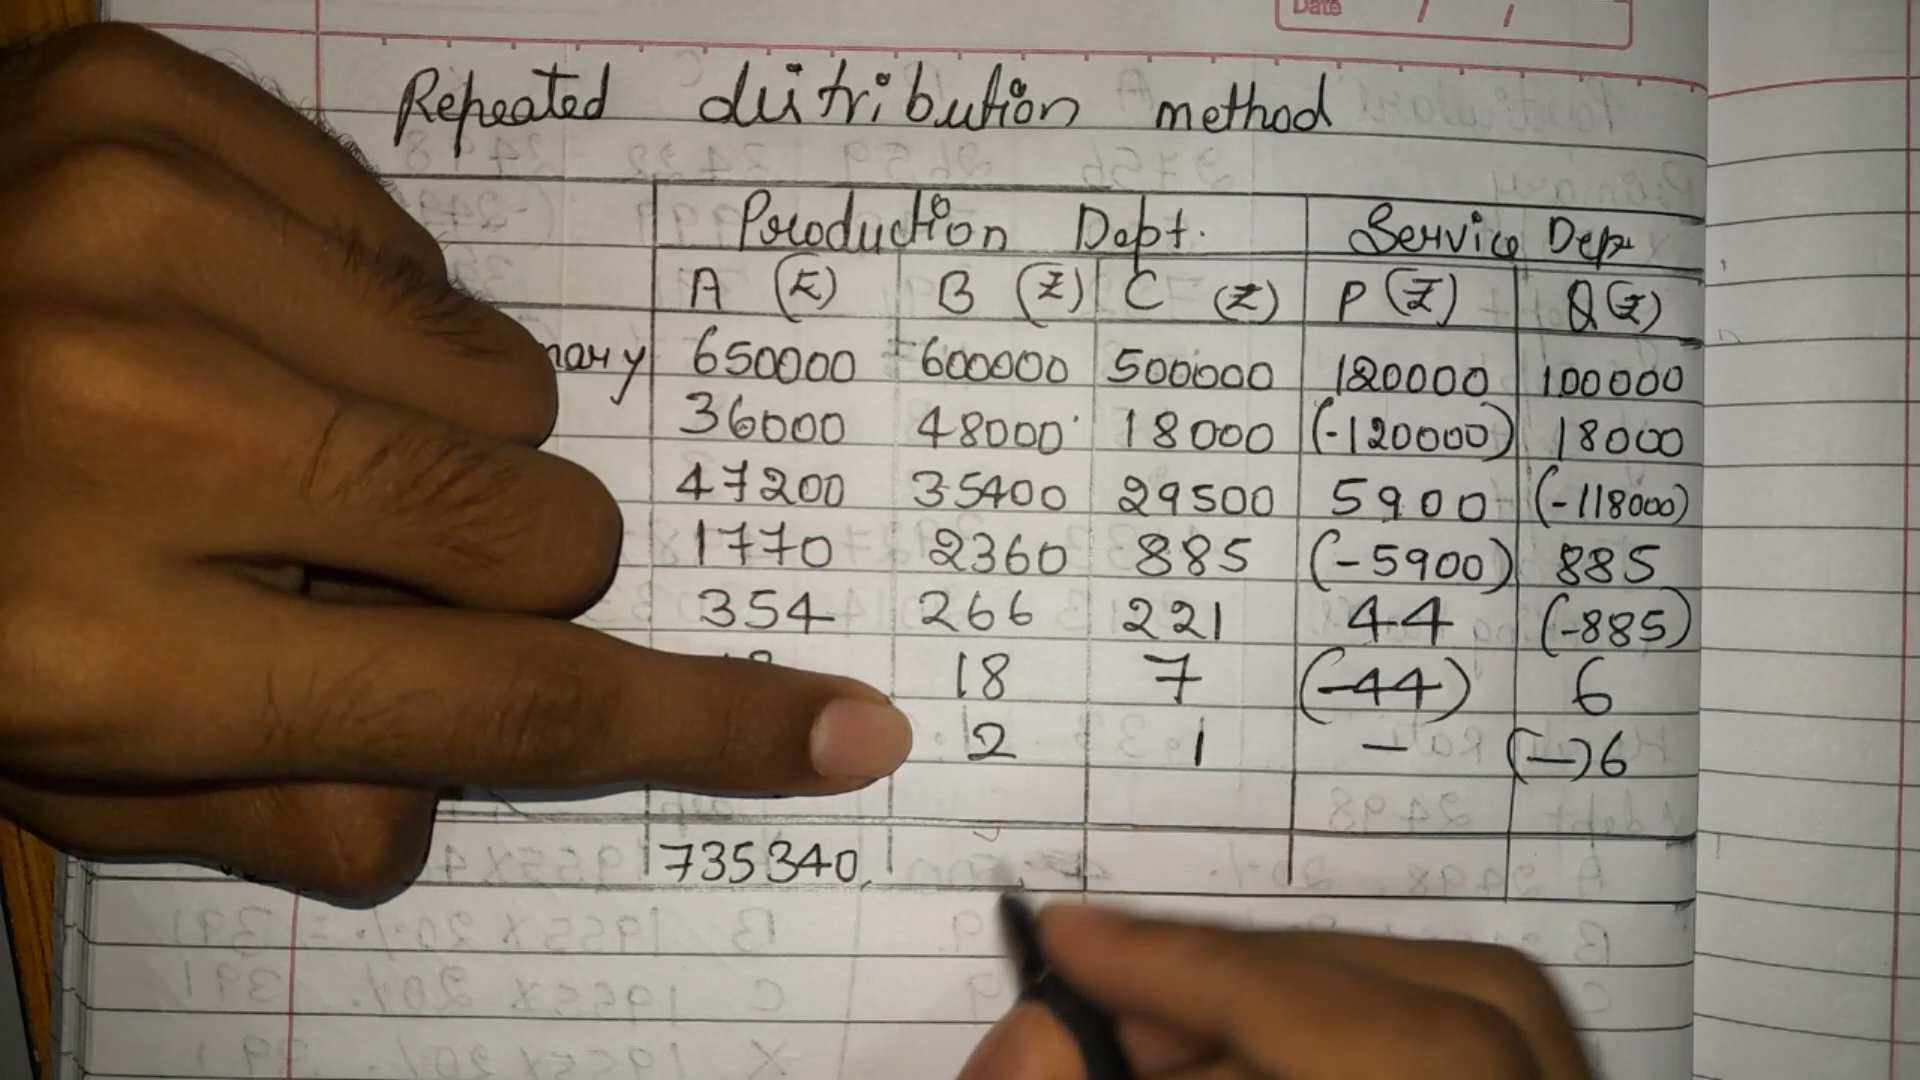 Date / /
Repeated distribution method
Production Dept. Service Dep
A (₹) B (₹) C (₹) P (₹) Q (₹)
650000 600000 500000 120000 100000
36000 48000 18000 (-120000) 18000
47200 35400 29500 5900 (-118000)
1770 2360 885 (-5900) 885
354 266 221 44 (-885)
18 7 (-44) 6
2 1 - (-)6
735340